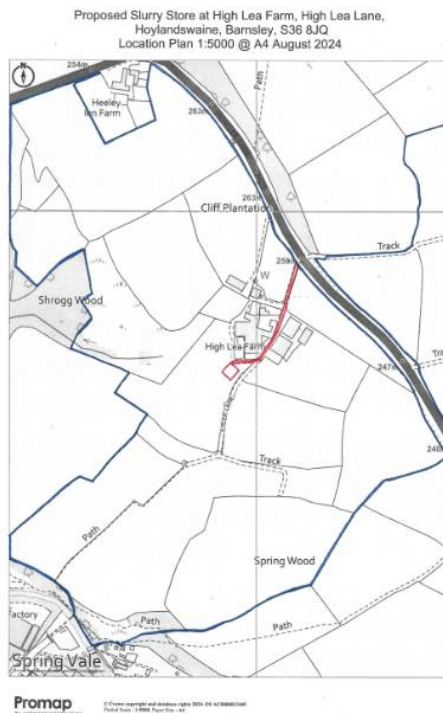 Proposed Slurry Store at High Lea Farm, High Lea Lane,
Hoylandswaine, Barnsley, S36 8JQ
Location Plan 1:5000 @ A4 August 2024
N
254m
Heeley
Inn Farm
Path
263m
263m
Cliff Plantation
259m
Track
W
Shrogg Wood
High Lea Farm
247m
Track
Path
Spring Wood
Path
Path
Factory
Spring Vale
Promap